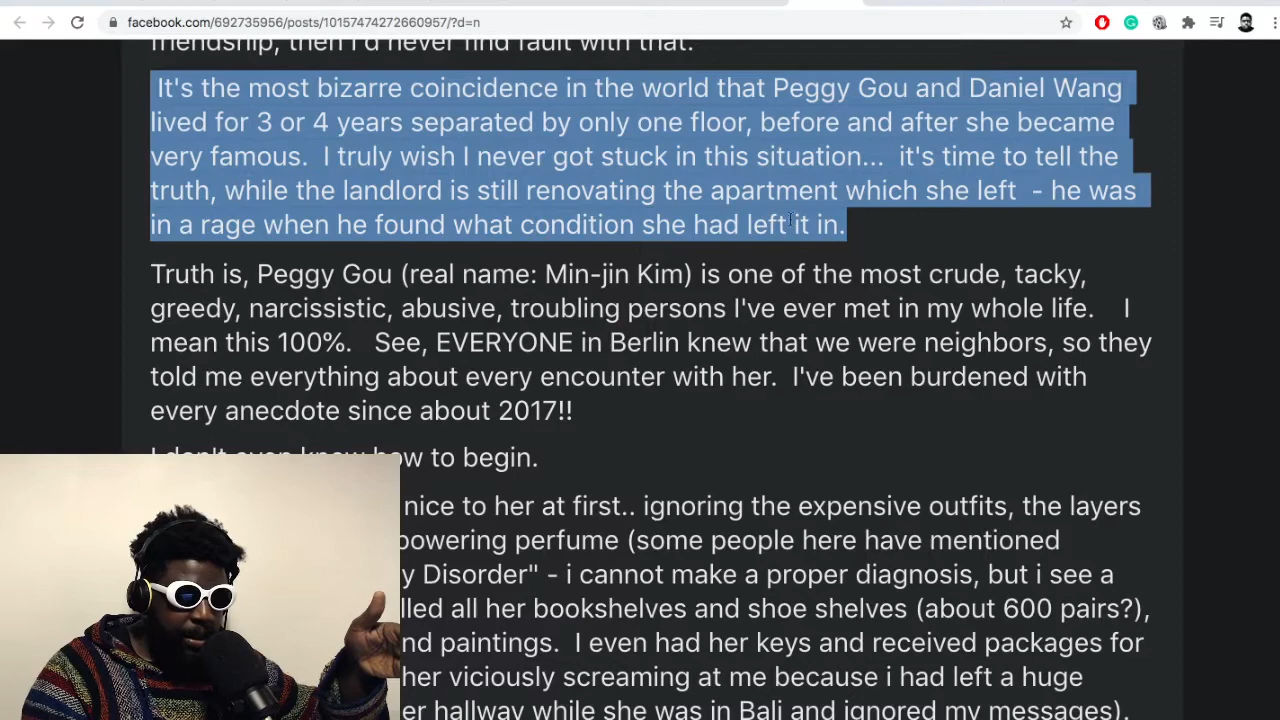 facebook.com/692735956/posts/10157474272660957/?d=n
friendship, then I'd never find fault with that.
It's the most bizarre coincidence in the world that Peggy Gou and Daniel Wang
lived for 3 or 4 years separated by only one floor, before and after she became
very famous.  I truly wish I never got stuck in this situation...  it's time to tell the
truth, while the landlord is still renovating the apartment which she left  - he was
in a rage when he found what condition she had left it in.
Truth is, Peggy Gou (real name: Min-jin Kim) is one of the most crude, tacky,
greedy, narcissistic, abusive, troubling persons I've ever met in my whole life.    I
mean this 100%.   See, EVERYONE in Berlin knew that we were neighbors, so they
told me everything about every encounter with her.  I've been burdened with
every anecdote since about 2017!!
I don't even know how to begin.
nice to her at first.. ignoring the expensive outfits, the layers
powering perfume (some people here have mentioned
y Disorder" - i cannot make a proper diagnosis, but i see a
lled all her bookshelves and shoe shelves (about 600 pairs?),
nd paintings.  I even had her keys and received packages for
her viciously screaming at me because i had left a huge
er hallway while she was in Bali and ignored my messages).